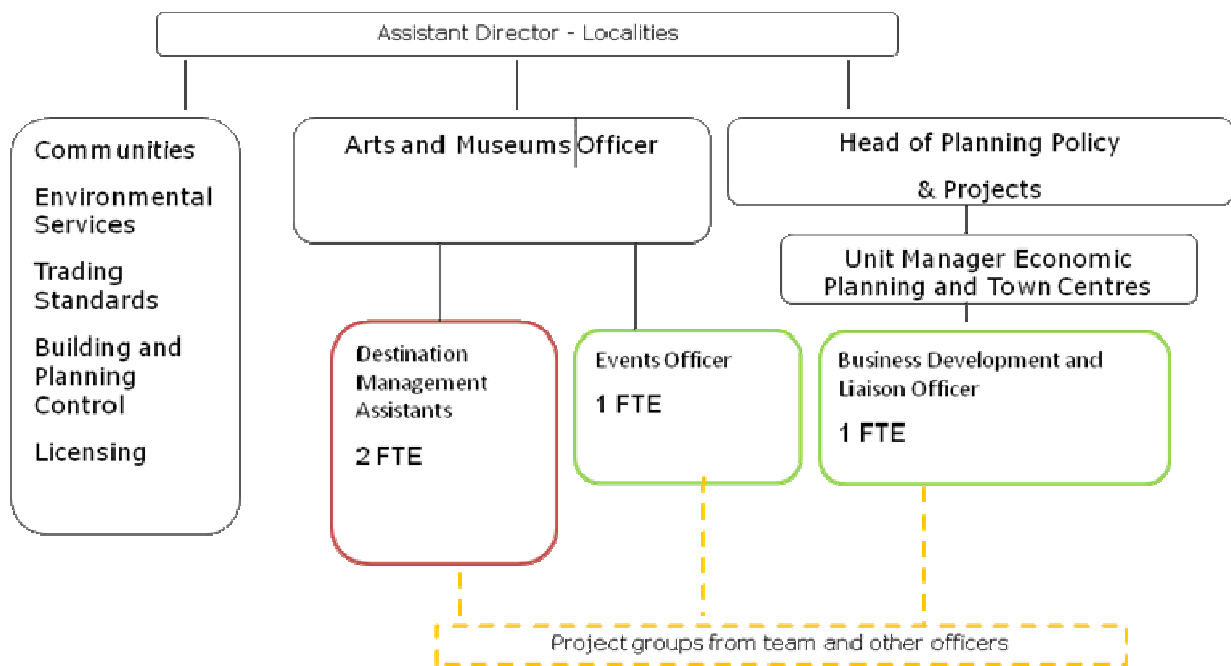 Assistant Director - Localities
Communities
Environmental
Services
Trading
Standards
Building and
Planning
Control
Licensing
Arts and Museums Officer
Head of Planning Policy
& Projects
Unit Manager Economic
Planning and Town Centres
Destination
Management
Assistants
2 FTE
Events Officer
1 FTE
Business Development and
Liaison Officer
1 FTE
Project groups from team and other officers